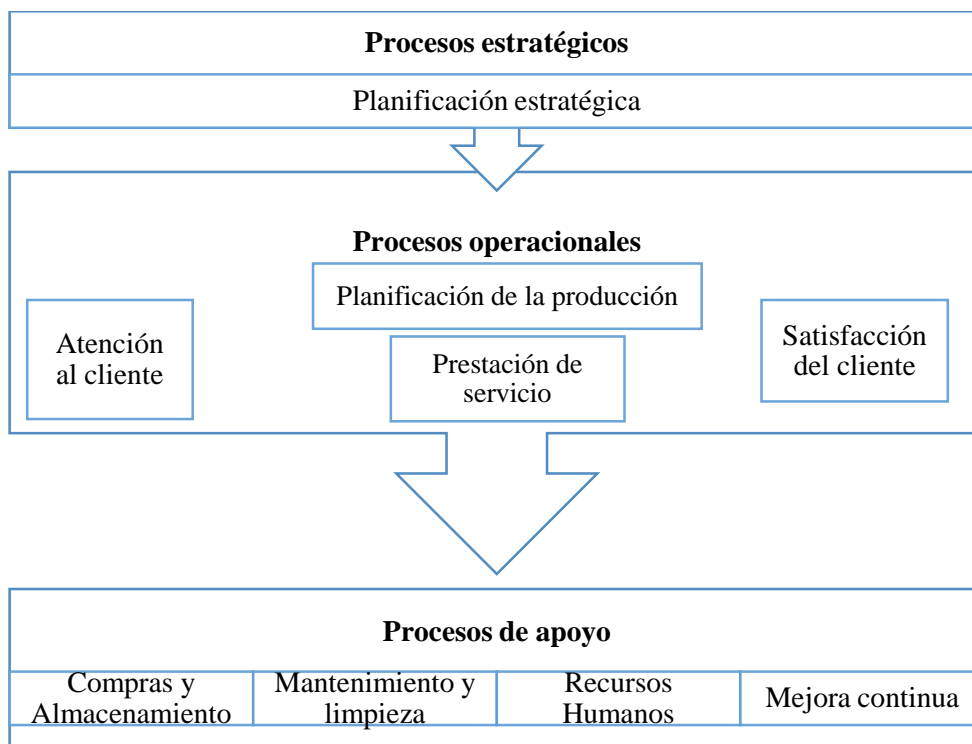 Procesos estratégicos
Planificación estratégica
Procesos operacionales
Planificación de la producción
Atención
al cliente
Prestación de
servicio
Satisfacción
del cliente
Procesos de apoyo
Compras y
Almacenamiento
Mantenimiento y
limpieza
Recursos
Humanos
Mejora continua